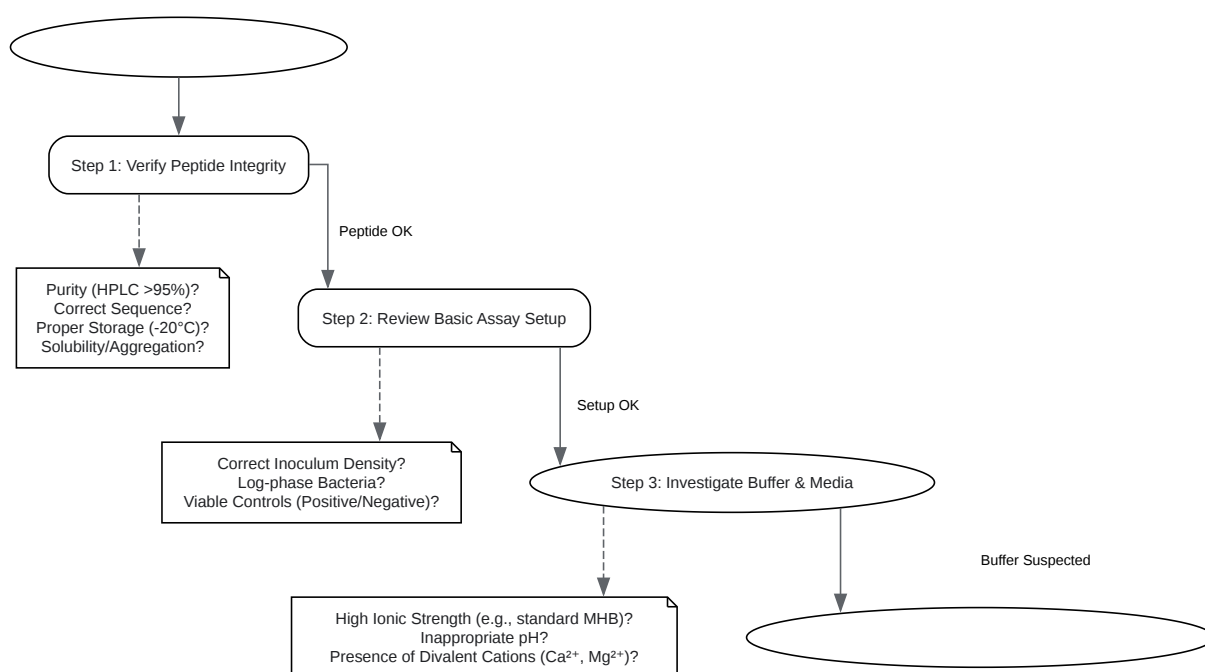 Step 1: Verify Peptide Integrity
Peptide OK
Purity (HPLC >95%)?
Correct Sequence?
Proper Storage (-20°C)?
Solubility/Aggregation?
Step 2: Review Basic Assay Setup
Setup OK
Correct Inoculum Density?
Log-phase Bacteria?
Viable Controls (Positive/Negative)?
Step 3: Investigate Buffer & Media
Buffer Suspected
High Ionic Strength (e.g., standard MHB)?
Inappropriate pH?
Presence of Divalent Cations (Ca²⁺, Mg²⁺)?